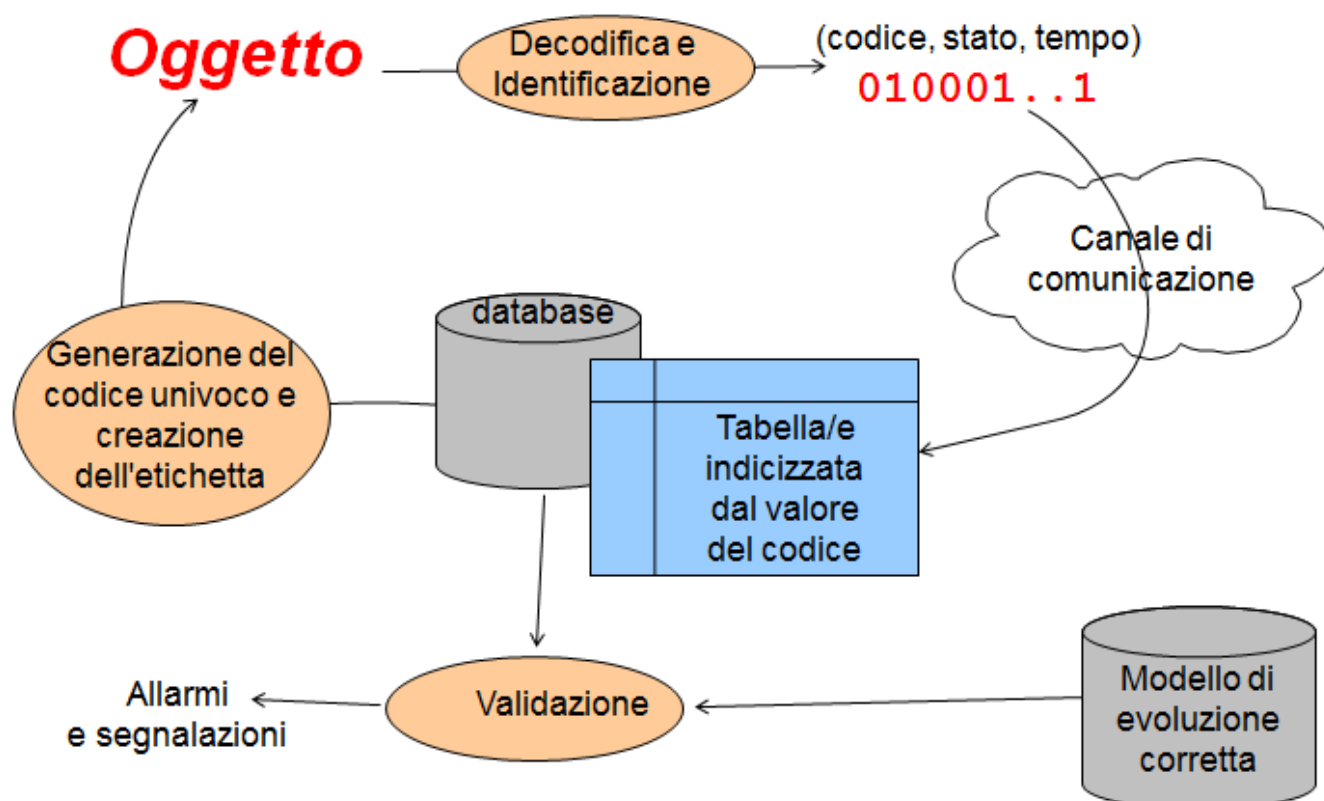 Oggetto
Decodifica e
Identificazione
(codice, stato, tempo)
010001..1
Canale di
comunicazione
database
Generazione del
codice univoco e
creazione
dell'etichetta
Tabella/e
indicizzata
dal valore
del codice
Allarmi
e segnalazioni
Validazione
Modello di
evoluzione
corretta